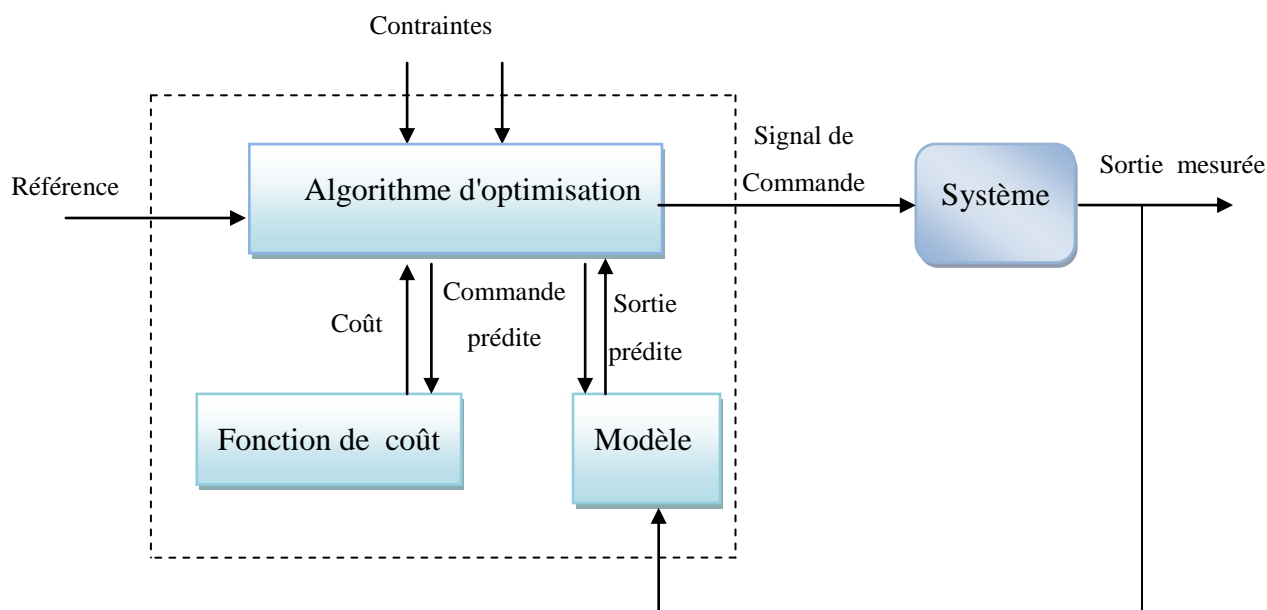 Contraintes
Référence
Algorithme d'optimisation
Signal de
Commande
Système
Sortie mesurée
Coût
Commande
prédite
Sortie
prédite
Fonction de coût
Modèle